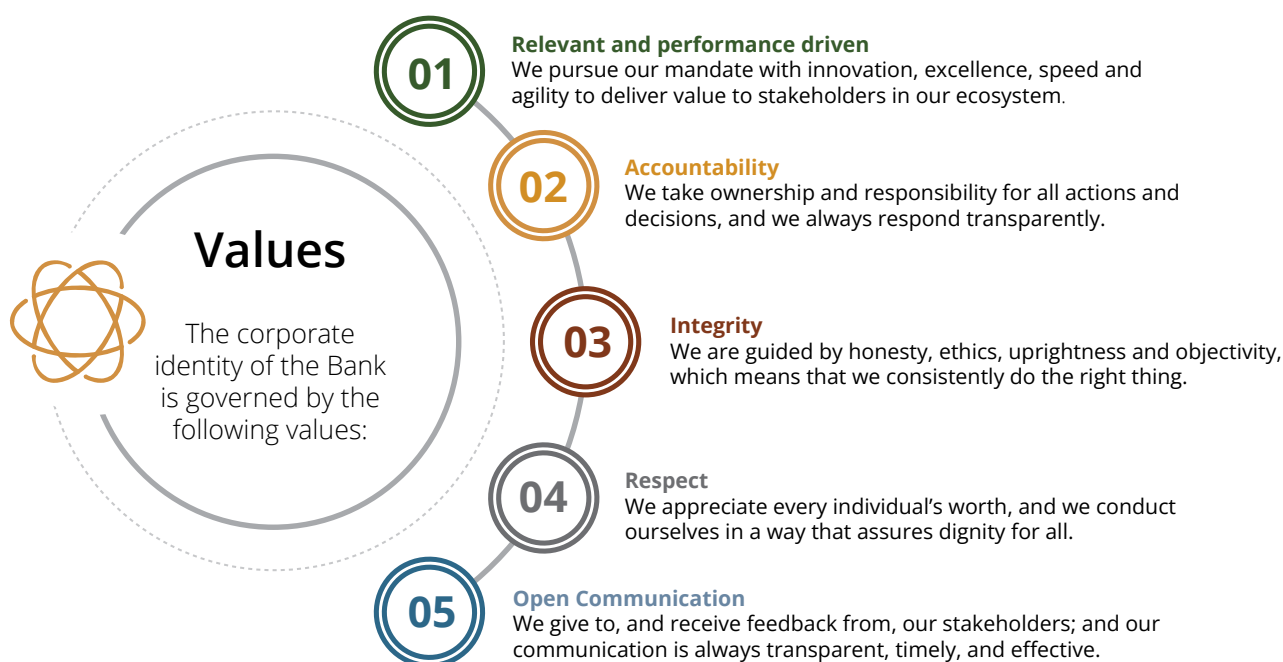 Values
The corporate
identity of the Bank
is governed by the
following values:
01
Relevant and performance driven
We pursue our mandate with innovation, excellence, speed and
agility to deliver value to stakeholders in our ecosystem.
02
Accountability
We take ownership and responsibility for all actions and
decisions, and we always respond transparently.
03
Integrity
We are guided by honesty, ethics, uprightness and objectivity,
which means that we consistently do the right thing.
04
Respect
We appreciate every individual’s worth, and we conduct
ourselves in a way that assures dignity for all.
05
Open Communication
We give to, and receive feedback from, our stakeholders; and our
communication is always transparent, timely, and effective.